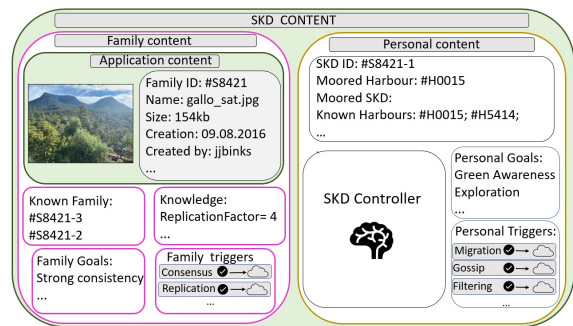 SKD CONTENT
Family content
Application content
Family ID: #S8421
Name: gallo_sat.jpg
Size: 154kb
Creation: 09.08.2016
Created by: jjbinks
...
Known Family:
#S8421-3
#S8421-2
Knowledge:
ReplicationFactor= 4
...
Family Goals:
Strong consistency
...
Family triggers
Consensus
Replication
...
Personal content
SKD ID: #S8421-1
Moored Harbour: #H0015
Moored SKD:
Known Harbours: #H0015; #H5414;
...
SKD Controller
Personal Goals:
Green Awareness
Exploration
...
Personal Triggers:
Migration
Gossip
Filtering
...